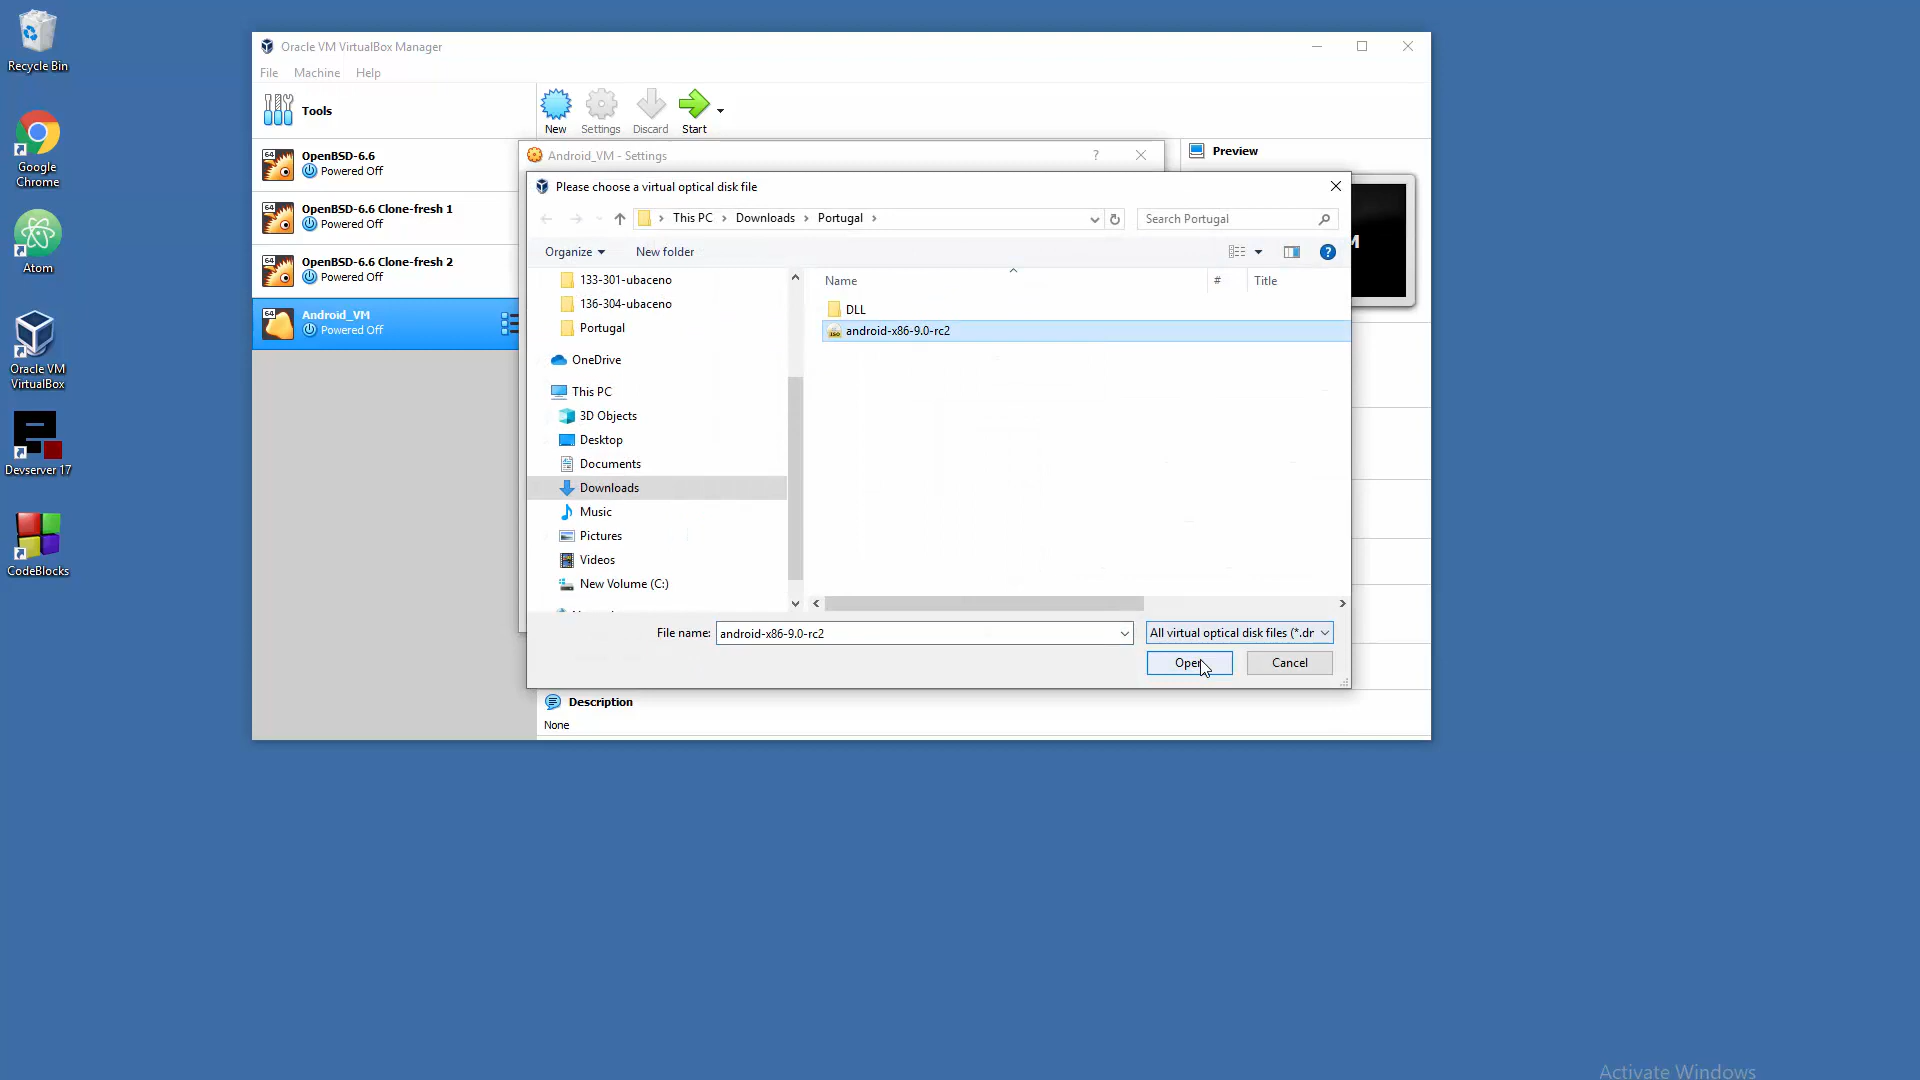 Recycle Bin
Google
Chrome
Atom
Oracle VM
VirtualBox
Devserver 17
CodeBlocks
Oracle VM VirtualBox Manager
File Machine Help
Tools
New Settings Discard Start
64 OpenBSD-6.6
Powered Off
64 OpenBSD-6.6 Clone-fresh 1
Powered Off
64 OpenBSD-6.6 Clone-fresh 2
Powered Off
64 Android_VM
Powered Off
Android_VM - Settings ?
Preview
Please choose a virtual optical disk file
This PC > Downloads > Portugal >
Search Portugal
Organize New folder
133-301-ubaceno
136-304-ubaceno
Portugal
OneDrive
This PC
3D Objects
Desktop
Documents
Downloads
Music
Pictures
Videos
New Volume (C:)
Name # Title
DLL
android-x86-9.0-rc2
File name: android-x86-9.0-rc2
All virtual optical disk files (*.dr
Open Cancel
Description
None
Activate Windows